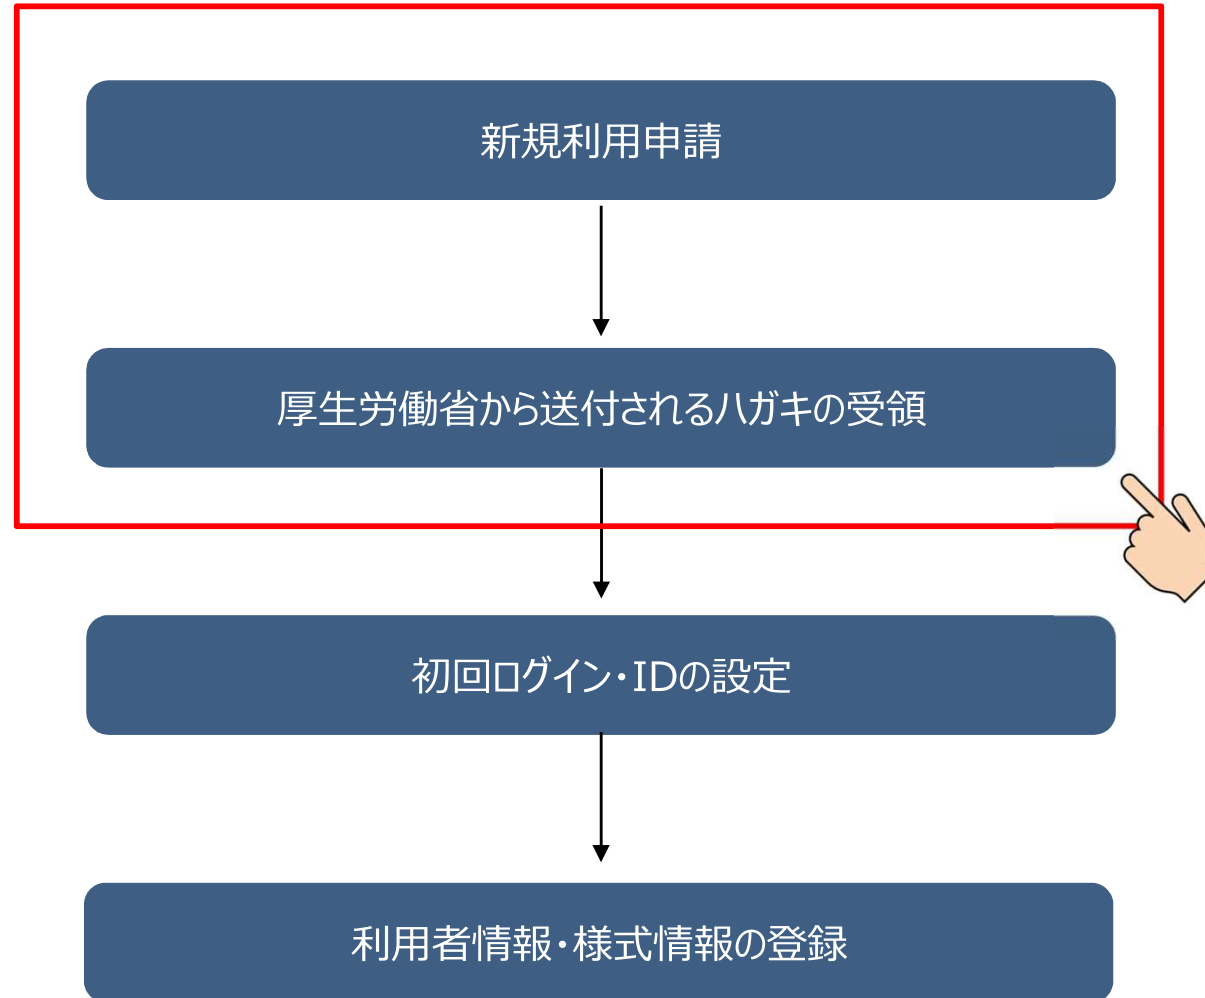 新規利用申請
厚生労働省から送付されるハガキの受領
初回ログイン・IDの設定
利用者情報・様式情報の登録